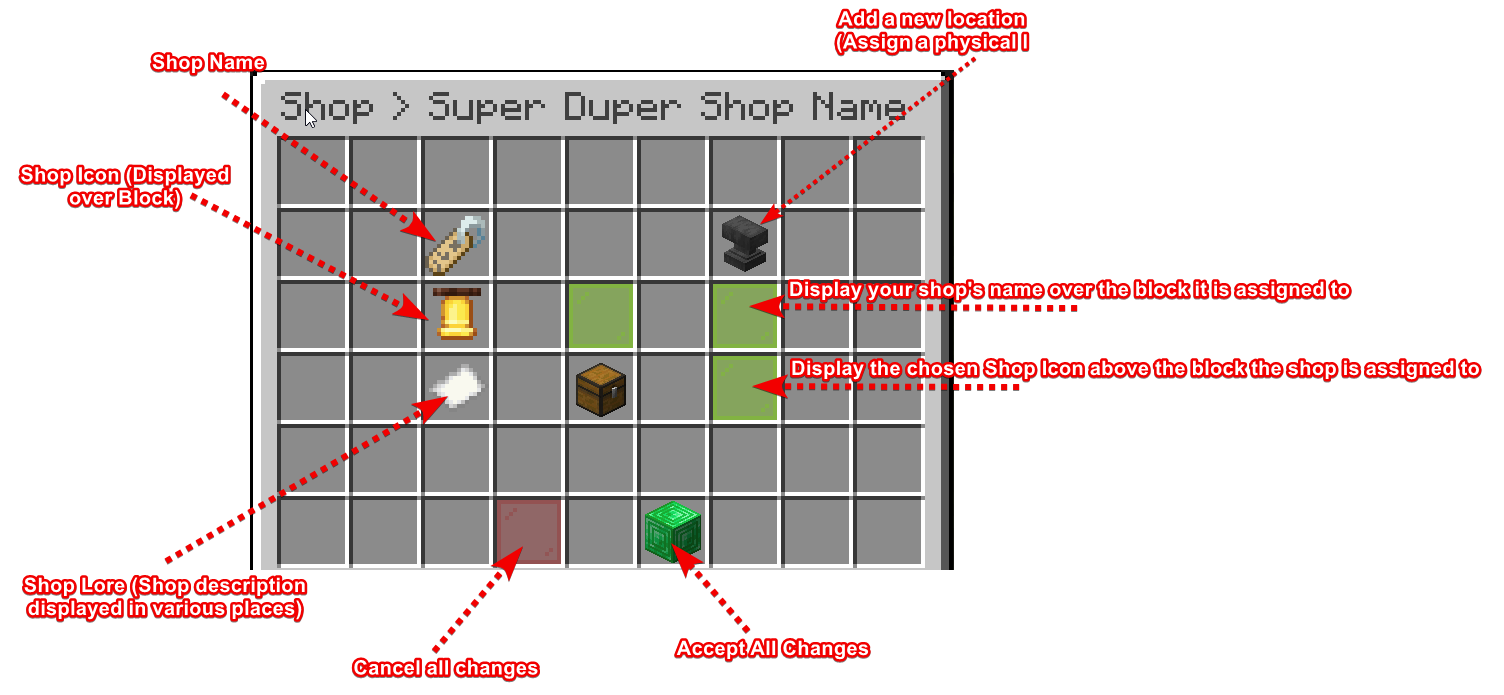 Add a new location
(Assign a physical l
Shop Name
Shop > Super Duper Shop Name
Shop Icon (Displayed
over Block)
Display your shop's name over the block it is assigned to
Display the chosen Shop Icon above the block the shop is assigned to
Shop Lore (Shop description
displayed in various places)
Cancel all changes
Accept All Changes